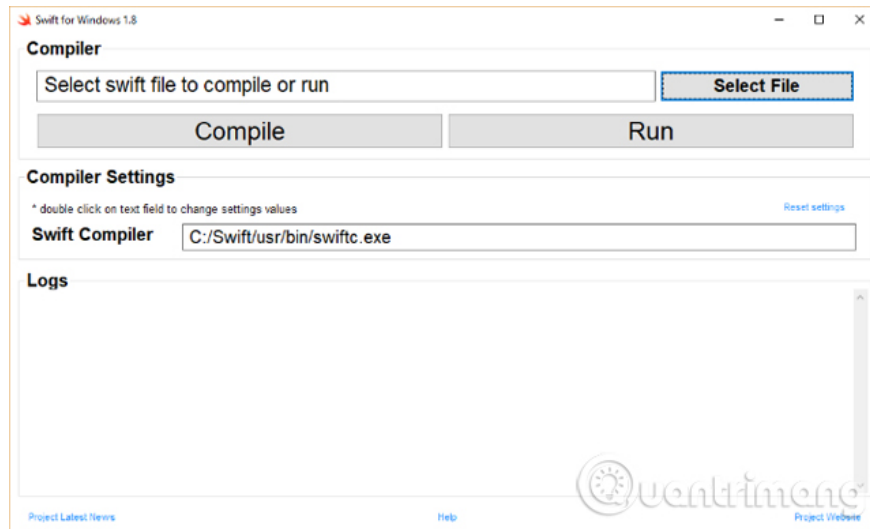 Swift for Windows 1.8
Compiler
Select swift file to compile or run
Select File
Compile
Run
Compiler Settings
* double click on text field to change settings values
Reset settings
Swift Compiler
C:/Swift/usr/bin/swiftc.exe
Logs
Quantrimang
Project Latest News
Help
Project Website